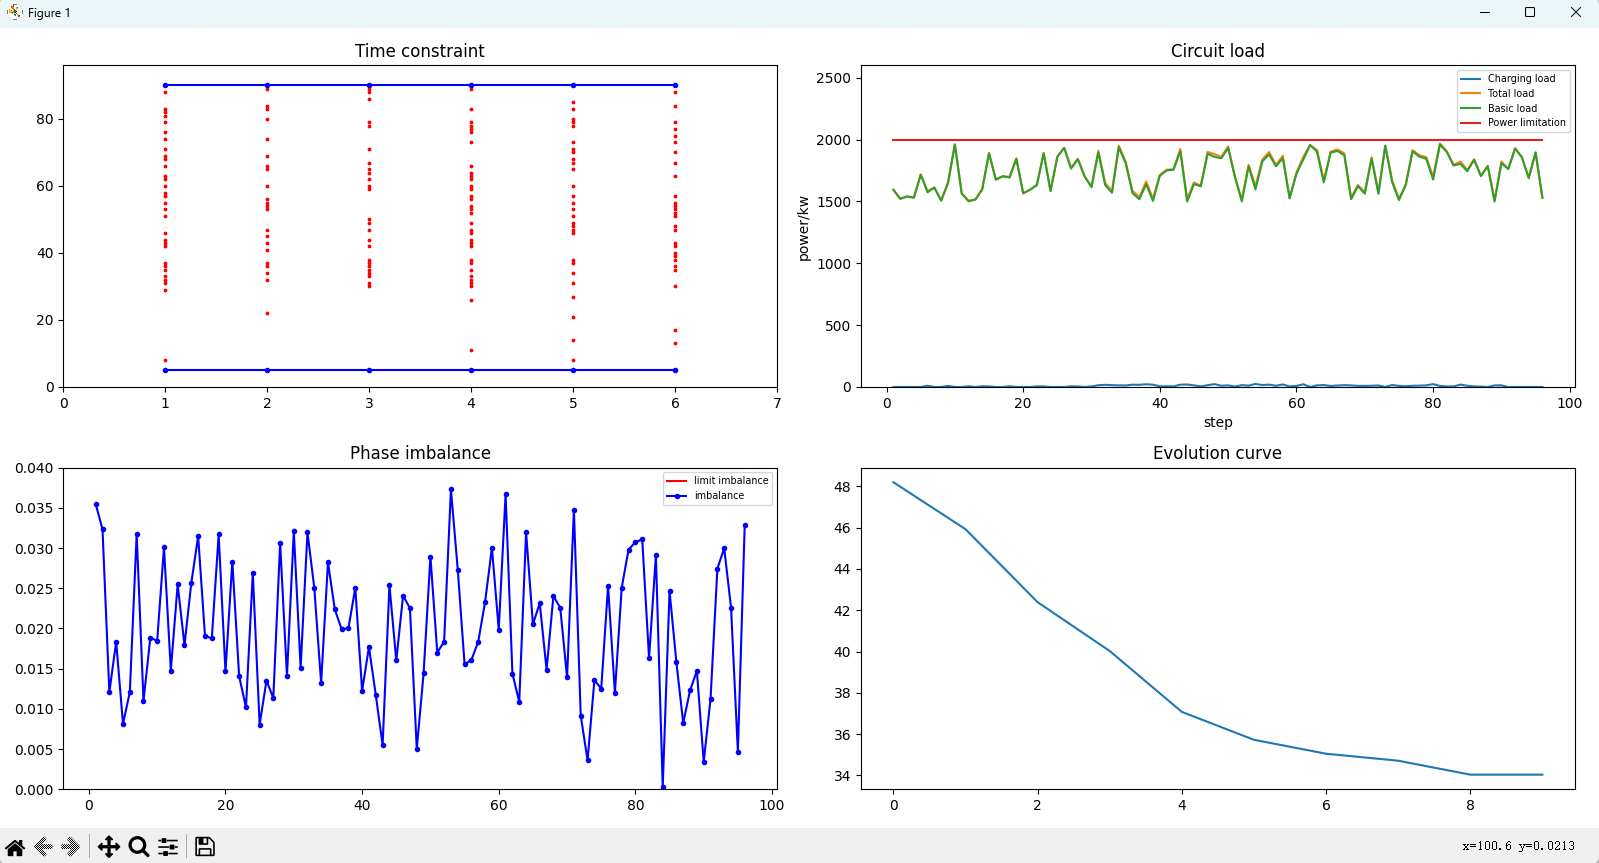 Figure 1
Time constraint
80
60
40
20
0
0 1 2 3 4 5 6 7
Circuit load
power/kw
2500
2000
1500
1000
500
0
Charging load
Total load
Basic load
Power limitation
0 20 40 60 80 100
step
Phase imbalance
0.040
0.035
0.030
0.025
0.020
0.015
0.010
0.005
0.000
limit imbalance
imbalance
0 20 40 60 80 100
Evolution curve
48
46
44
42
40
38
36
34
0 2 4 6 8
x=100.6 y=0.0213